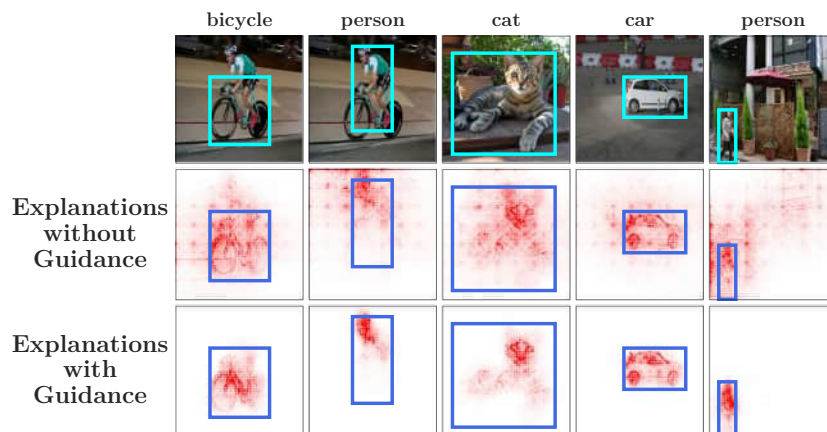 bicycle person cat car person
Explanations
without
Guidance
Explanations
with
Guidance